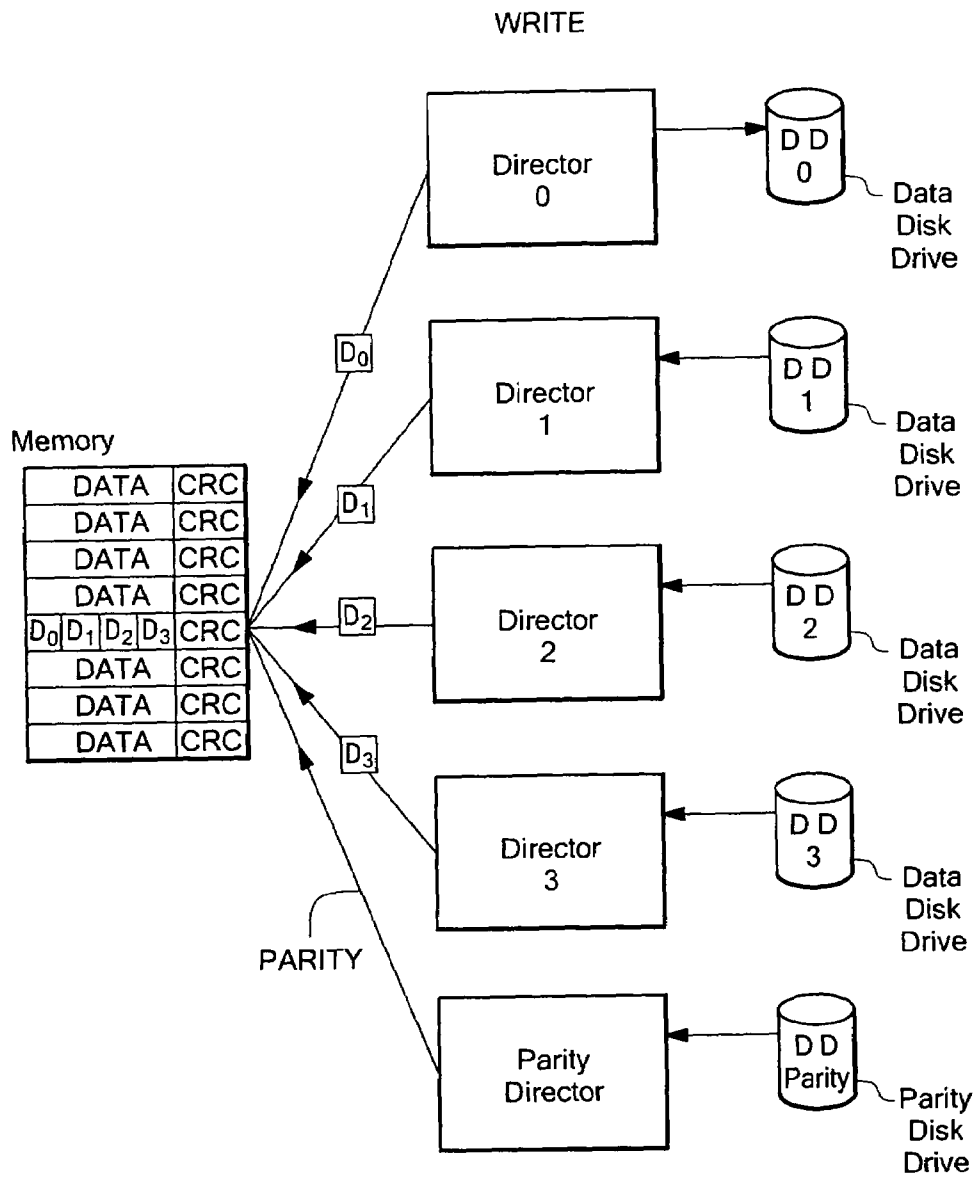 WRITE
Director
0
D D
0
Data
Disk
Drive
D₀
Director
1
D D
1
Data
Disk
Drive
D₁
Memory
DATA CRC
DATA CRC
DATA CRC
DATA CRC
D₀ D₁ D₂ D₃ CRC
DATA CRC
DATA CRC
DATA CRC
D₂
Director
2
D D
2
Data
Disk
Drive
D₃
Director
3
D D
3
Data
Disk
Drive
PARITY
Parity
Director
D D
Parity
Parity
Disk
Drive